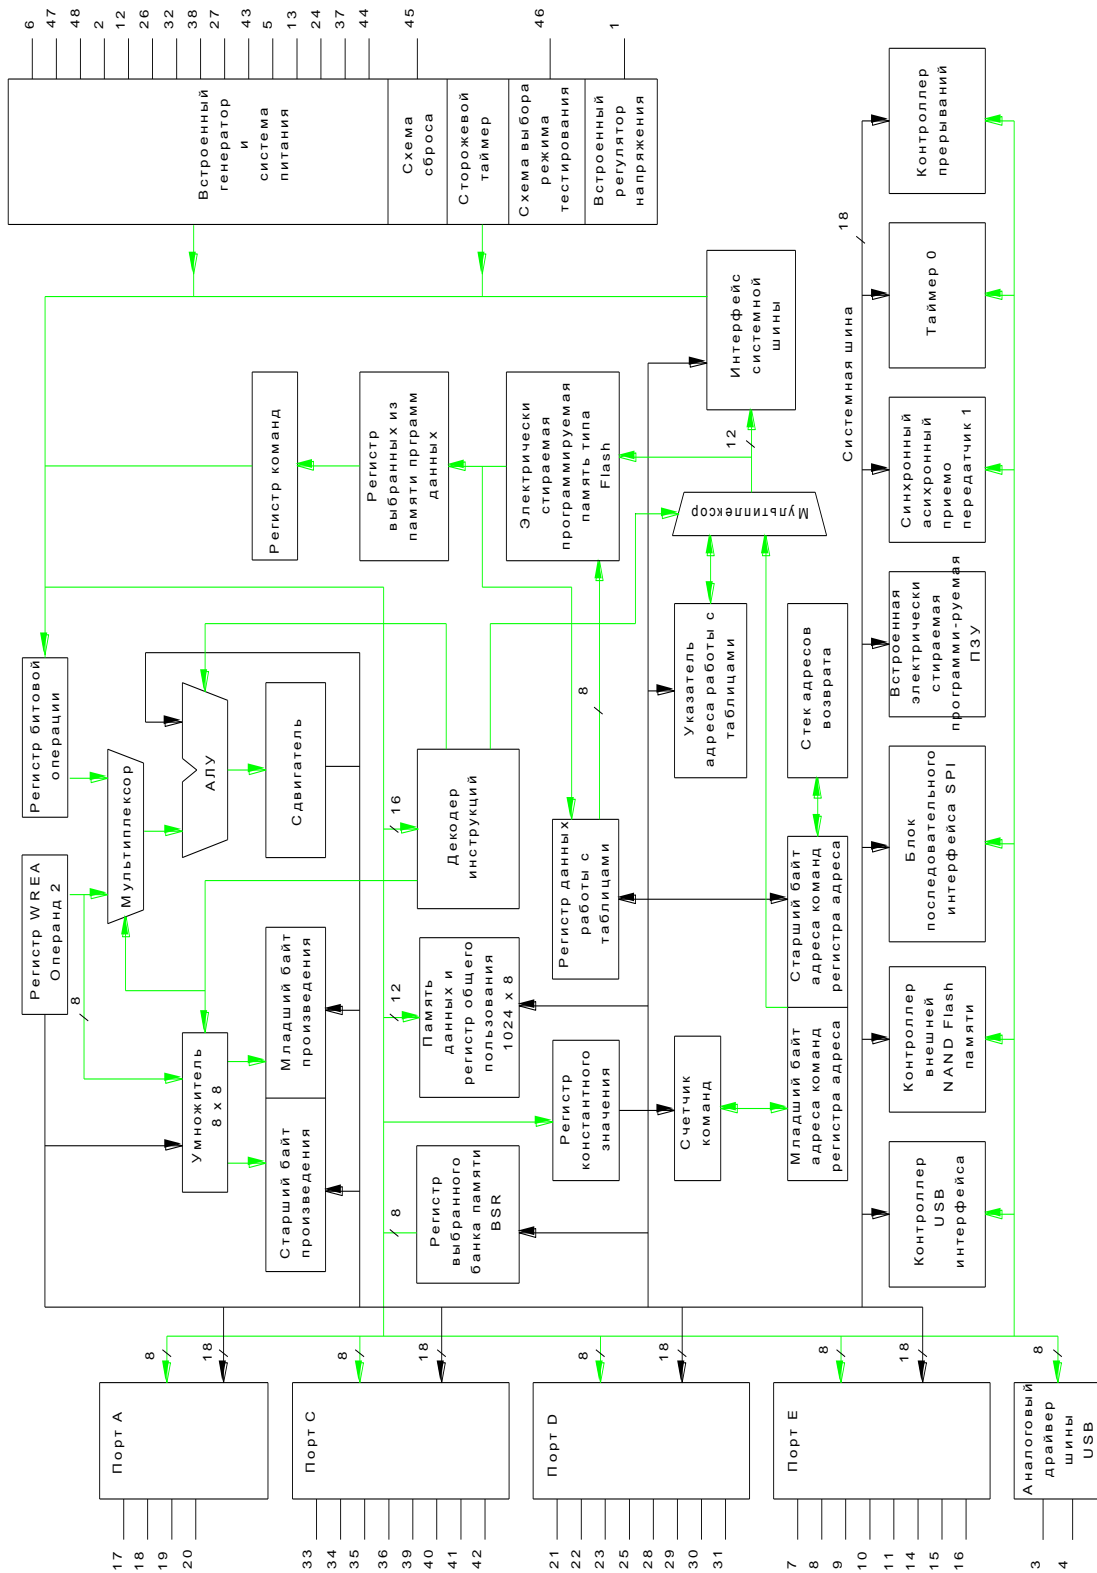 17
18
19
20
Порт A
8
18
33
34
35
36
39
40
41
42
Порт C
8
18
21
22
23
25
28
29
30
31
Порт D
8
18
7
8
9
10
11
14
15
16
Порт E
8
18
3
4
Аналоговый
драйвер
шины
USB
8
Регистр WREA
Операнд 2
8
Регистр битовой
операции
Мультиплексор
Умножитель
8 x 8
АЛУ
Старший байт
произведения
Младший байт
произведения
Сдвигатель
Регистр
выбранного
банка памяти
BSR
8
Память
данных и
регистр общего
пользования
1024 x 8
12
Декодер
инструкций
16
Регистр команд
Регистр
выбранных из
памяти прграмм
данных
Электрически
стираемая
программируемая
память типа
Flash
Регистр
константного
значения
Регистр данных
работы с
таблицами
8
Счетчик
команд
Указатель
адреса работы с
таблицами
Мультиплексор
12
Интерфейс
системной
шины
Младший байт
адреса команд
регистра адреса
Старший байт
адреса команд
регистра адреса
Стек адресов
возврата
Системная шина
18
Контроллер
USB
интерфейса
Контроллер
внешней
NAND Flash
памяти
Блок
последовательного
интерфейса SPI
Встроенная
электрически
стираемая
программи-руемая
ПЗУ
Синхронный
асихронный
приемо
передатчик 1
Таймер 0
Контроллер
прерываний
Встроенный
генератор
и
система
питания
6
47
48
2
12
26
32
38
27
43
5
13
24
37
44
Схема
сброса
45
Сторожевой
таймер
Схема выбора
режима
тестирования
46
Встроенный
регулятор
напряжения
1